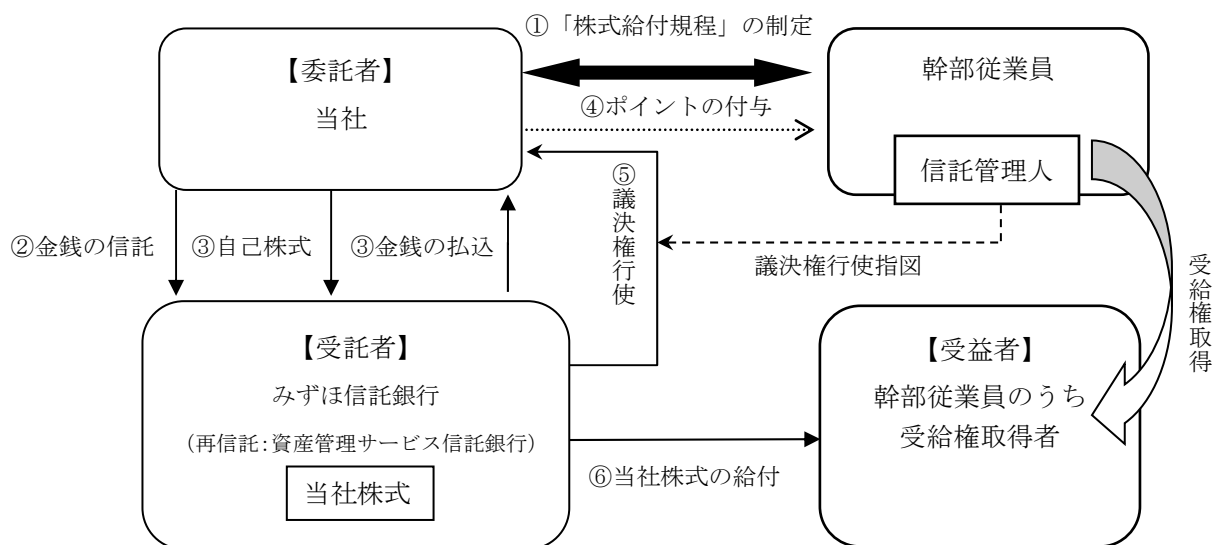 ①「株式給付規程」の制定
【委託者】
当社
幹部従業員
④ポイントの付与
信託管理人
⑤議決権行使
②金銭の信託
③自己株式
③金銭の払込
議決権行使指図
受給権取得
【受託者】
みずほ信託銀行
（再信託：資産管理サービス信託銀行）
当社株式
【受益者】
幹部従業員のうち
受給権取得者
⑥当社株式の給付